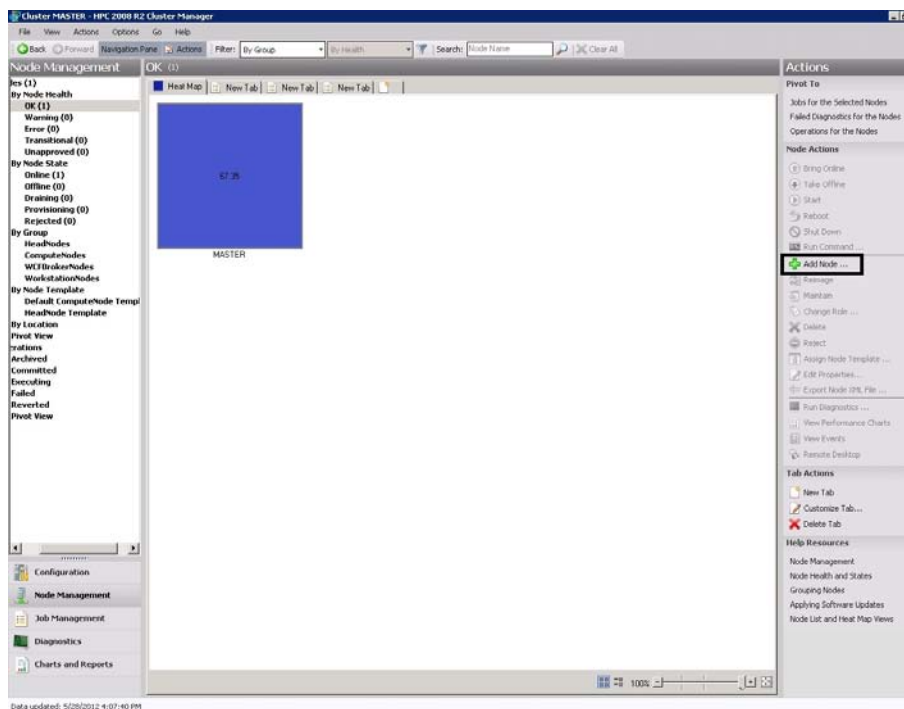 Cluster MASTER - HPC 2008 R2 Cluster Manager
File View Actions Options Go Help
Back Forward Navigation Pane Actions Filter: By Group By Health Search: Node Name Clear All
Node Management
OK (1)
Actions
les (1)
By Node Health
OK (1)
Warning (0)
Error (0)
Transitional (0)
Unapproved (0)
By Node State
Online (1)
Offline (0)
Draining (0)
Provisioning (0)
Rejected (0)
By Group
HeadNodes
ComputeNodes
WCFBrokerNodes
WorkstationNodes
By Node Template
Default ComputeNode Templ
HeadNode Template
By Location
Pivot View
rations
Archived
Committed
Executing
Failed
Reverted
Pivot View
Configuration
Node Management
Job Management
Diagnostics
Charts and Reports
Heat Map New Tab New Tab New Tab
MASTER
100%
Pivot To
Jobs for the Selected Nodes
Failed Diagnostics for the Nodes
Operations for the Nodes
Node Actions
Bring Online
Take Offline
Start
Reboot
Shut Down
Run Command ...
Add Node ...
Reimage
Maintain
Change Role ...
Delete
Reject
Assign Node Template ...
Edit Properties...
Export Node XML File ...
Run Diagnostics ...
View Performance Charts
View Events
Remote Desktop
Tab Actions
New Tab
Customize Tab...
Delete Tab
Help Resources
Node Management
Node Health and States
Grouping Nodes
Applying Software Updates
Node List and Heat Map Views
Data updated: 5/28/2012 4:07:40 PM